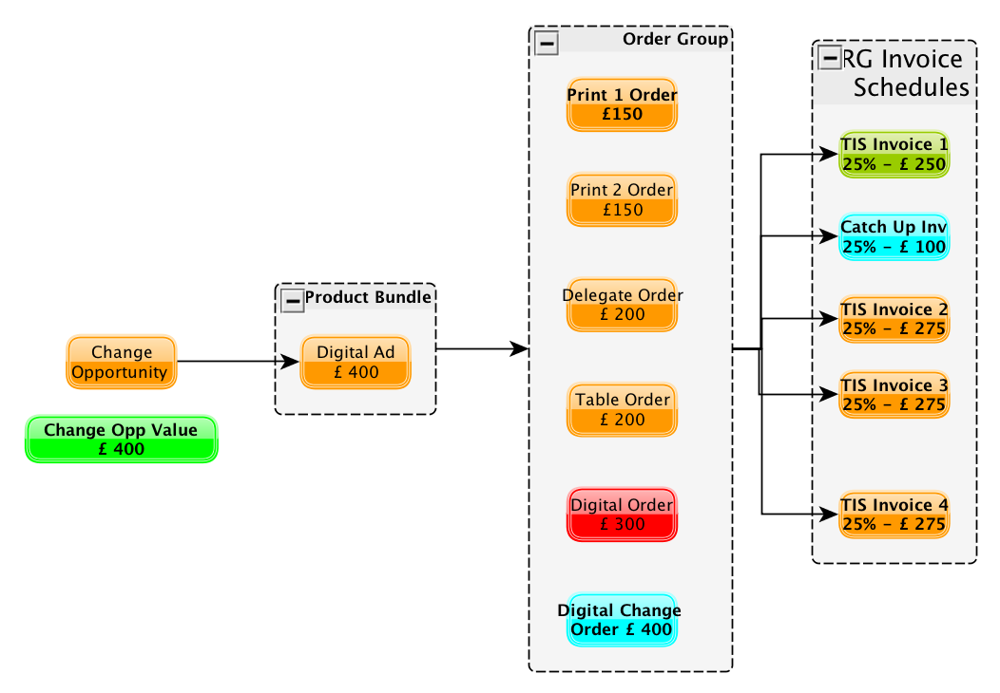 Change
Opportunity
Change Opp Value
£ 400
Product Bundle
Digital Ad
£ 400
Order Group
Print 1 Order
£150
Print 2 Order
£150
Delegate Order
£ 200
Table Order
£ 200
Digital Order
£ 300
Digital Change
Order £ 400
RG Invoice
Schedules
TIS Invoice 1
25% - £ 250
Catch Up Inv
25% - £ 100
TIS Invoice 2
25% - £ 275
TIS Invoice 3
25% - £ 275
TIS Invoice 4
25% - £ 275